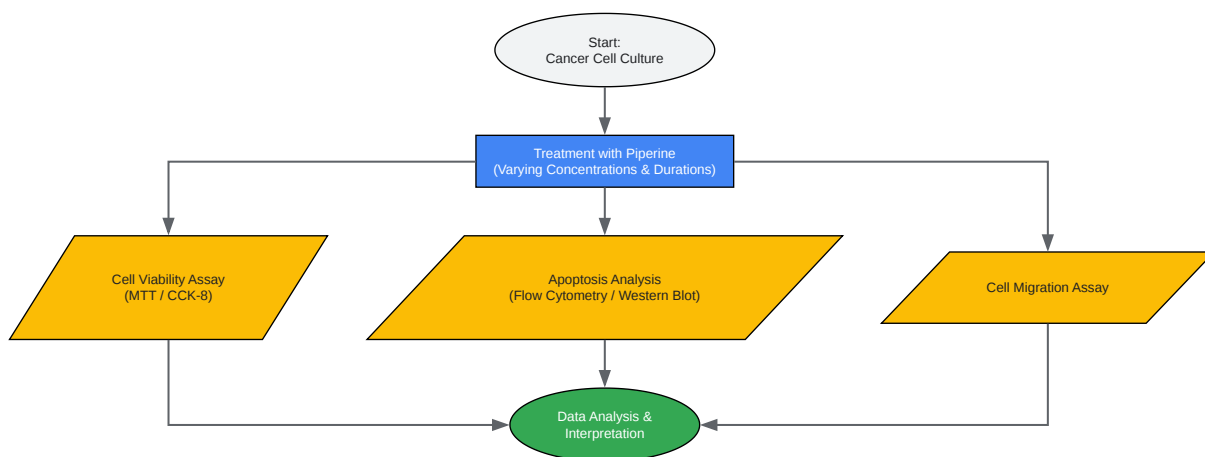 Start:
Cancer Cell Culture
Treatment with Piperine
(Varying Concentrations & Durations)
Cell Viability Assay
(MTT / CCK-8)
Apoptosis Analysis
(Flow Cytometry / Western Blot)
Cell Migration Assay
Data Analysis &
Interpretation